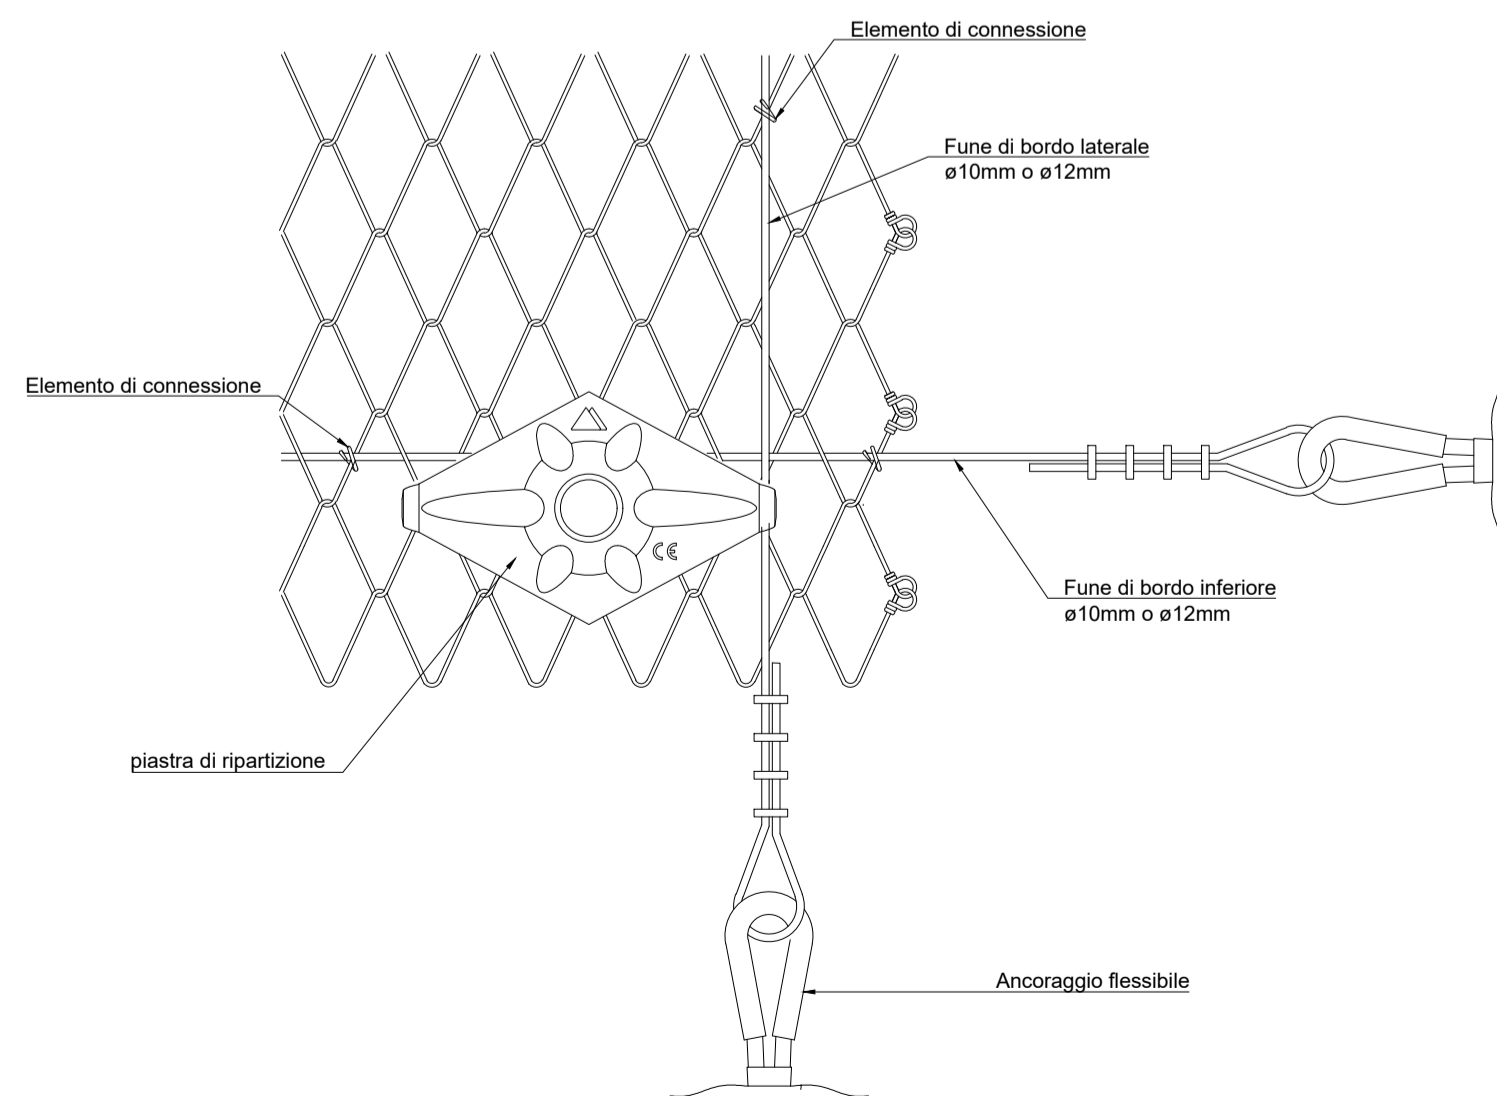 Elemento di connessione
Fune di bordo laterale
ø10mm o ø12mm
Elemento di connessione
CE
Fune di bordo inferiore
ø10mm o ø12mm
piastra di ripartizione
Ancoraggio flessibile